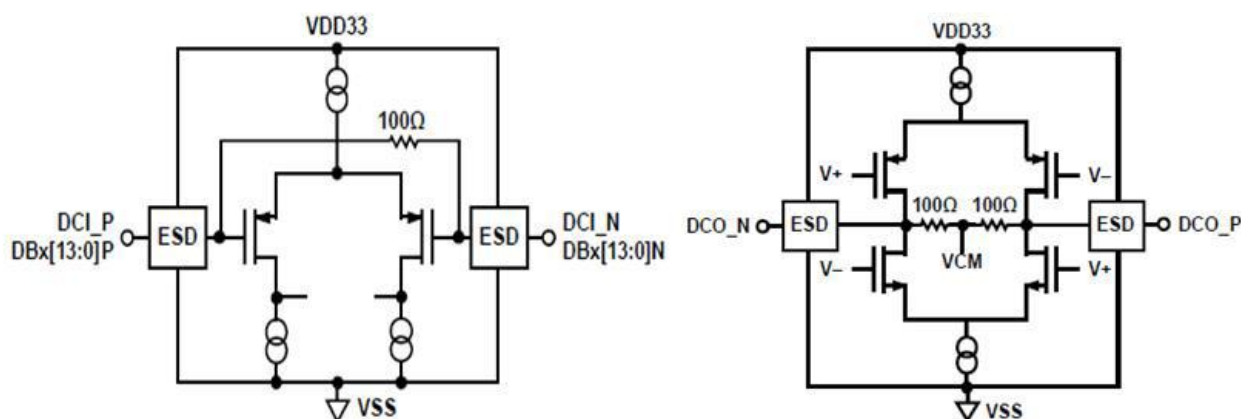 VDD33
100Ω
ESD
ESD
DCI_P
DBx[13:0]P
DCI_N
DBx[13:0]N
VSS
VDD33
V+
V–
100Ω
100Ω
DCO_N
ESD
ESD
DCO_P
VCM
V–
V+
VSS